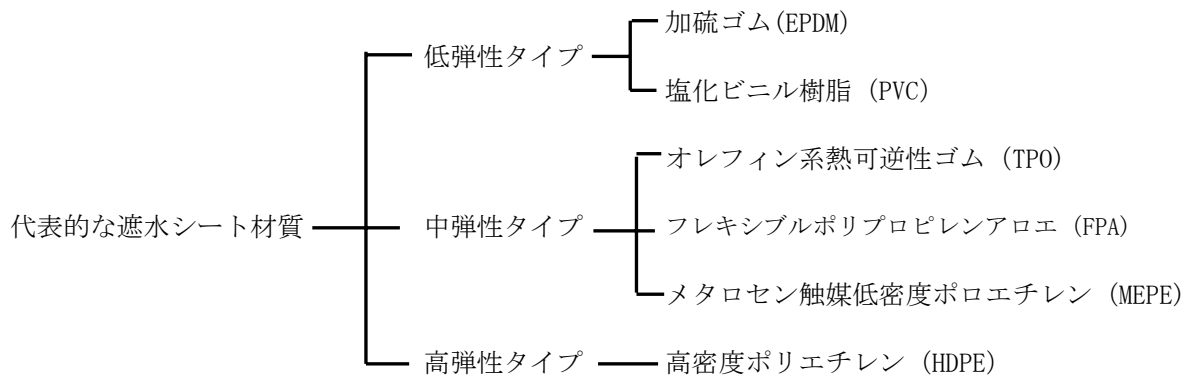 代表的な遮水シート材質
低弾性タイプ
加硫ゴム(EPDM)
塩化ビニル樹脂 (PVC)
中弾性タイプ
オレフィン系熱可逆性ゴム (TPO)
フレキシブルポリプロピレンアロエ (FPA)
メタロセン触媒低密度ポロエチレン (MEPE)
高弾性タイプ
高密度ポリエチレン (HDPE)